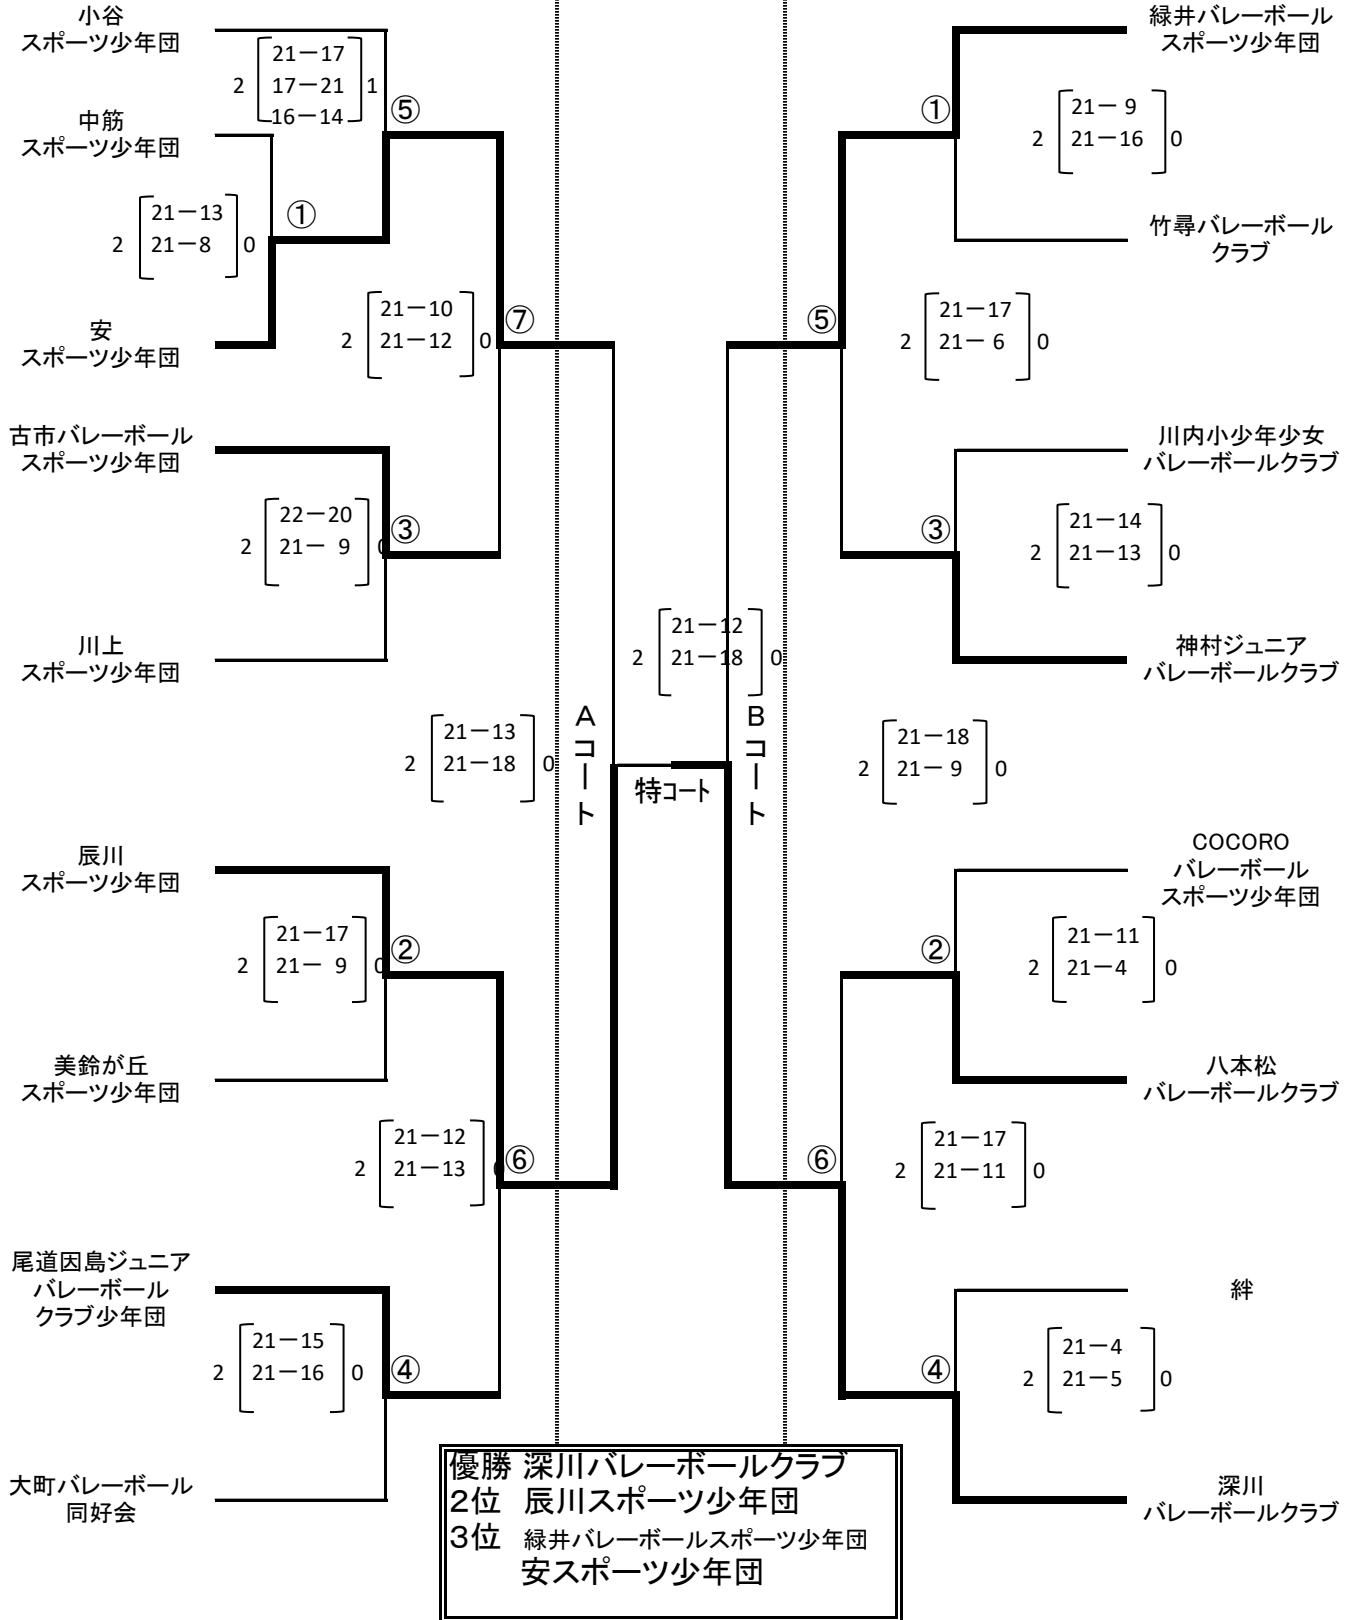 小谷
スポーツ少年団
2 21－17 1
17－21
16－14
⑤
中筋
スポーツ少年団
21－13
2 21－8 0
①
安
スポーツ少年団
21－10
2 21－12 0
⑦
古市バレーボール
スポーツ少年団
22－20
2 21－ 9 0
③
川上
スポーツ少年団
21－13
2 21－18 0
辰川
スポーツ少年団
21－17
2 21－ 9 0
②
美鈴が丘
スポーツ少年団
21－12
2 21－13 0
⑥
尾道因島ジュニア
バレーボール
クラブ少年団
21－15
2 21－16 0
④
大町バレーボール
同好会
Aコート
21－12
2 21－18 0
特コート
Bコート
緑井バレーボール
スポーツ少年団
①
21－ 9
2 21－16 0
竹尋バレーボール
クラブ
⑤
21－17
2 21－ 6 0
川内小少年少女
バレーボールクラブ
③
21－14
2 21－13 0
神村ジュニア
バレーボールクラブ
21－18
2 21－ 9 0
COCORO
バレーボール
スポーツ少年団
②
21－11
2 21－4 0
八本松
バレーボールクラブ
⑥
21－17
2 21－11 0
絆
④
21－4
2 21－5 0
深川
バレーボールクラブ
優勝 深川バレーボールクラブ
2位 辰川スポーツ少年団
3位 緑井バレーボールスポーツ少年団
安スポーツ少年団